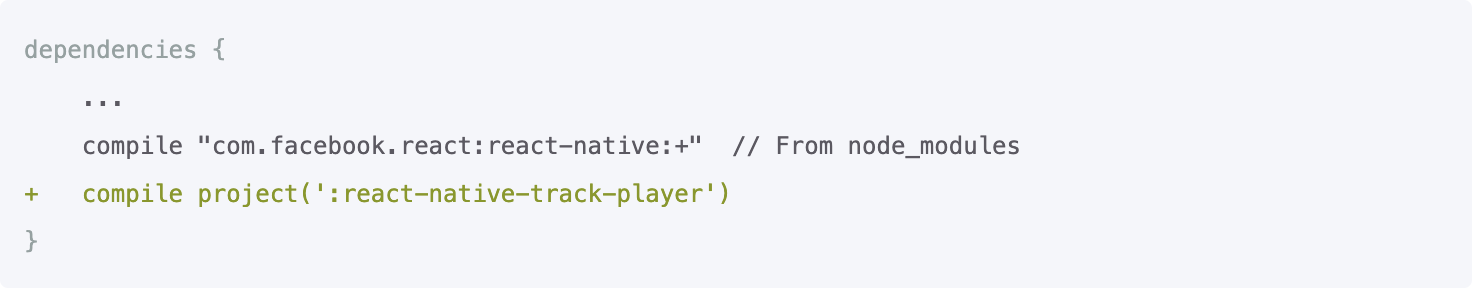 dependencies {
    ...
    compile "com.facebook.react:react-native:+"  // From node_modules
+   compile project(':react-native-track-player')
}